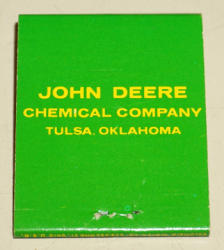 JOHN DEERE
CHEMICAL COMPANY
TULSA, OKLAHOMA